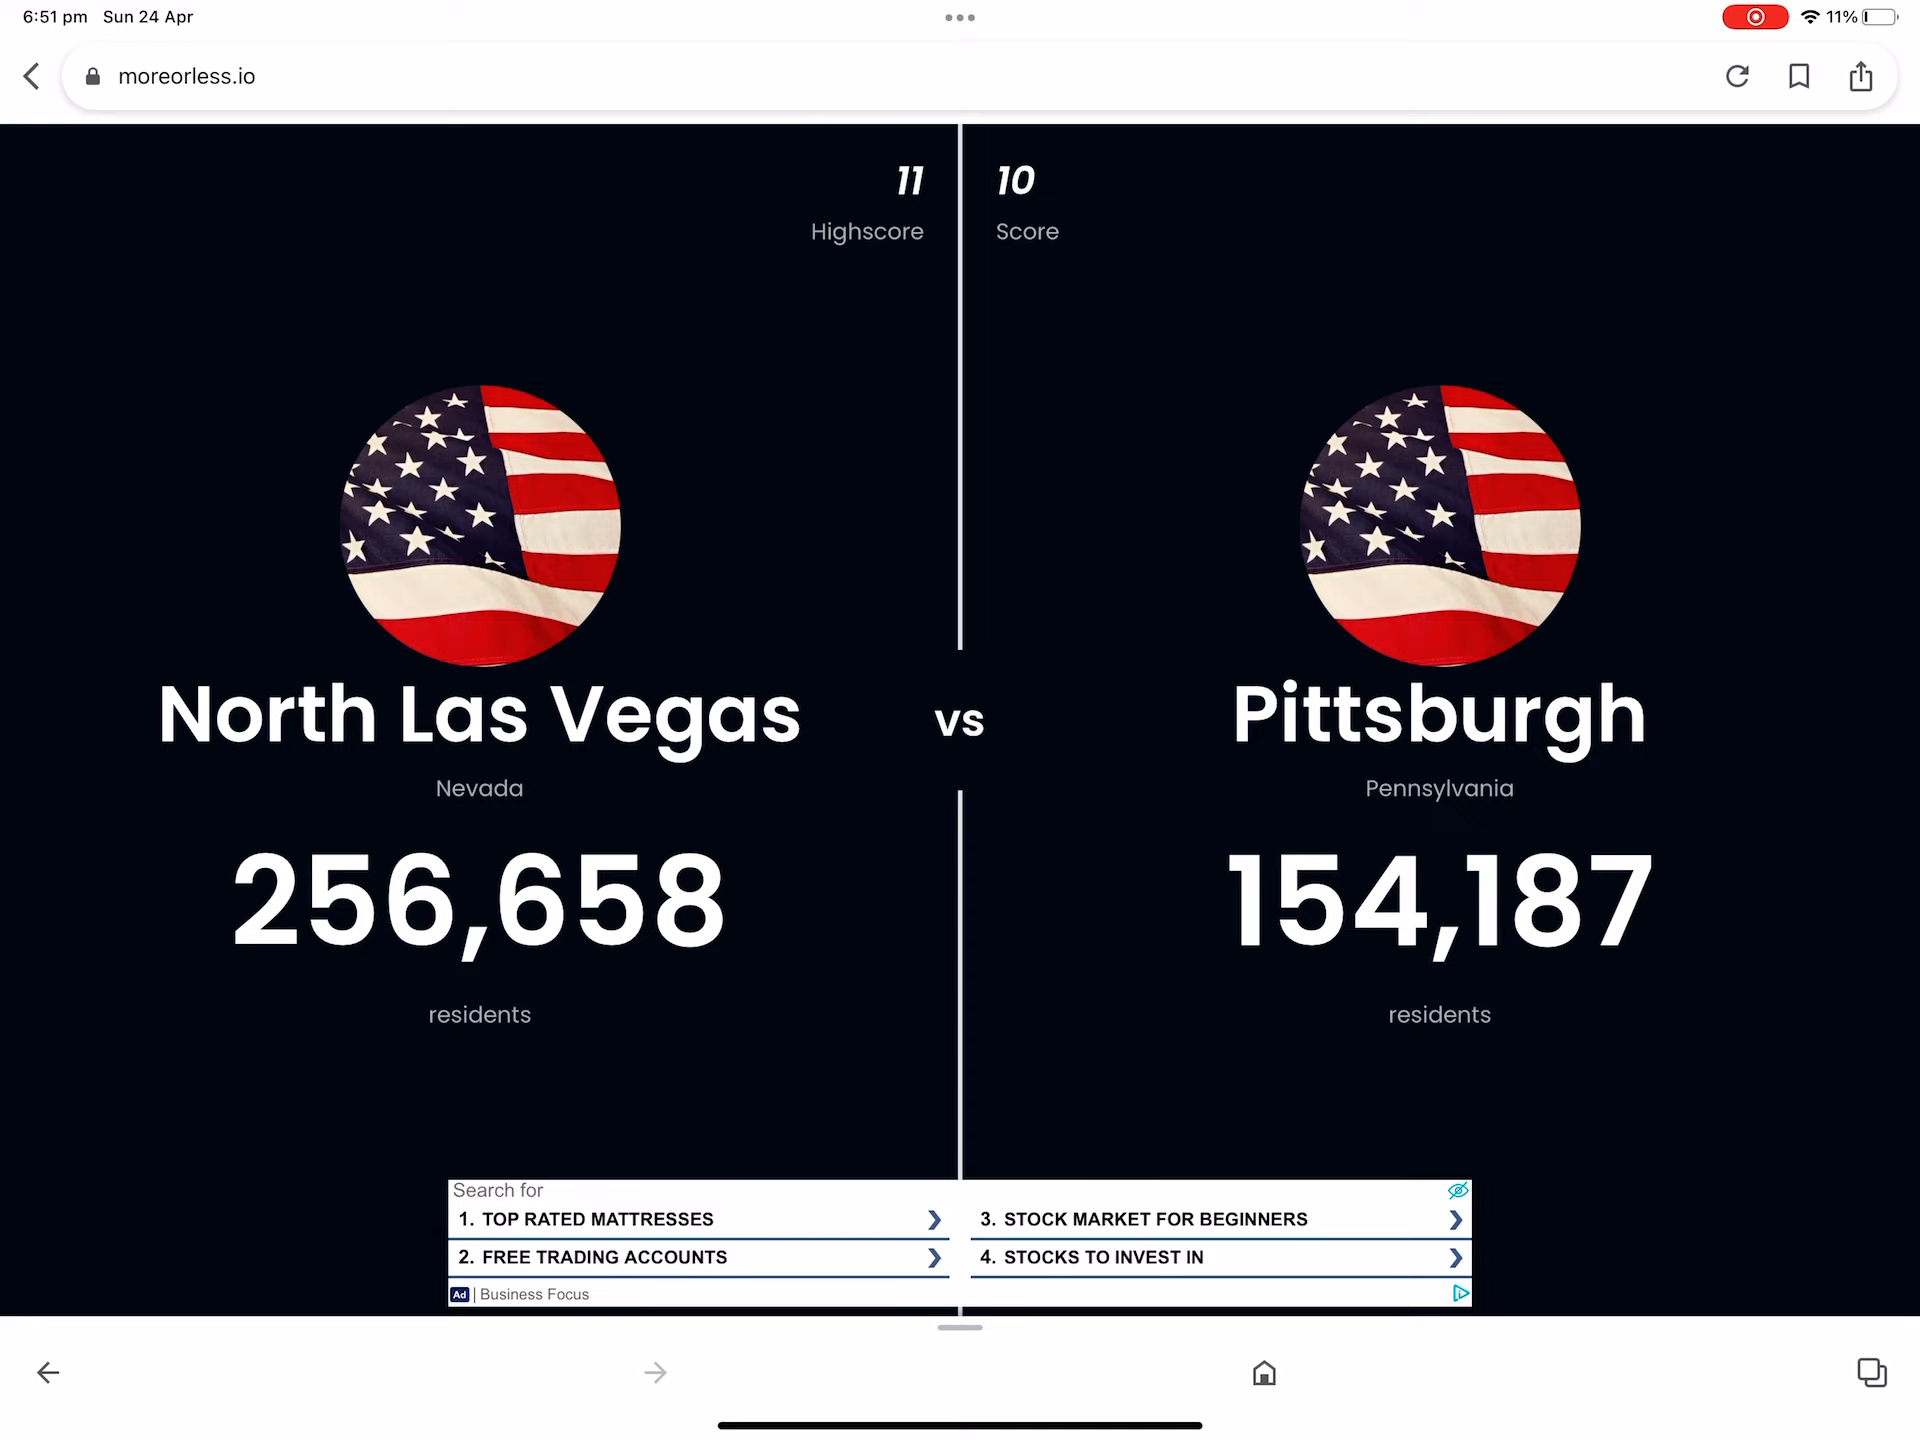 6:51 pm Sun 24 Apr
11%
moreorless.io
11
Highscore
10
Score
North Las Vegas
Nevada
256,658
residents
vs
Pittsburgh
Pennsylvania
154,187
residents
Search for
1. TOP RATED MATTRESSES
2. FREE TRADING ACCOUNTS
3. STOCK MARKET FOR BEGINNERS
4. STOCKS TO INVEST IN
Ad | Business Focus